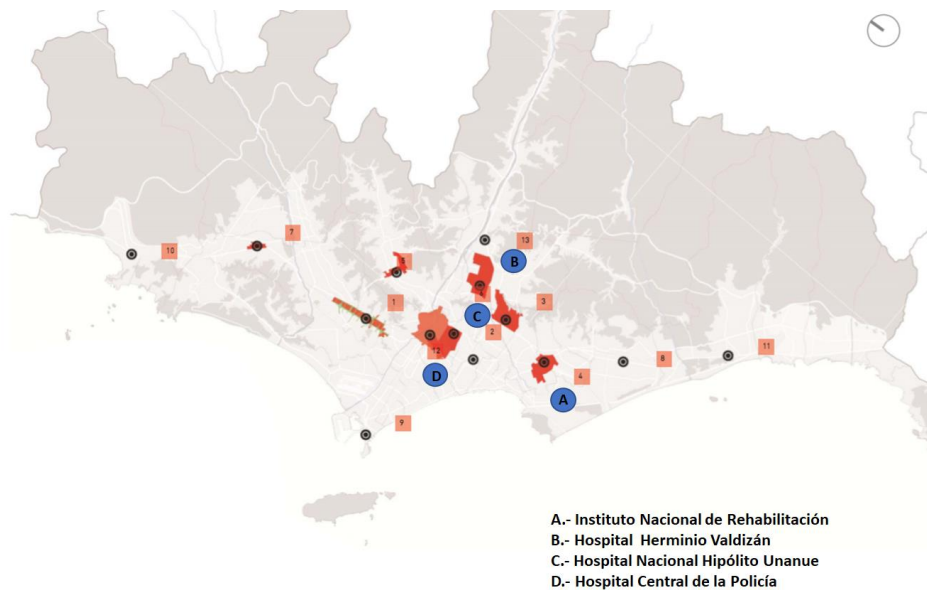 13
B
7
10
5
1
C
3
2
12
D
8
11
4
A
9
A.- Instituto Nacional de Rehabilitación
B.- Hospital Herminio Valdizán
C.- Hospital Nacional Hipólito Unanue
D.- Hospital Central de la Policía